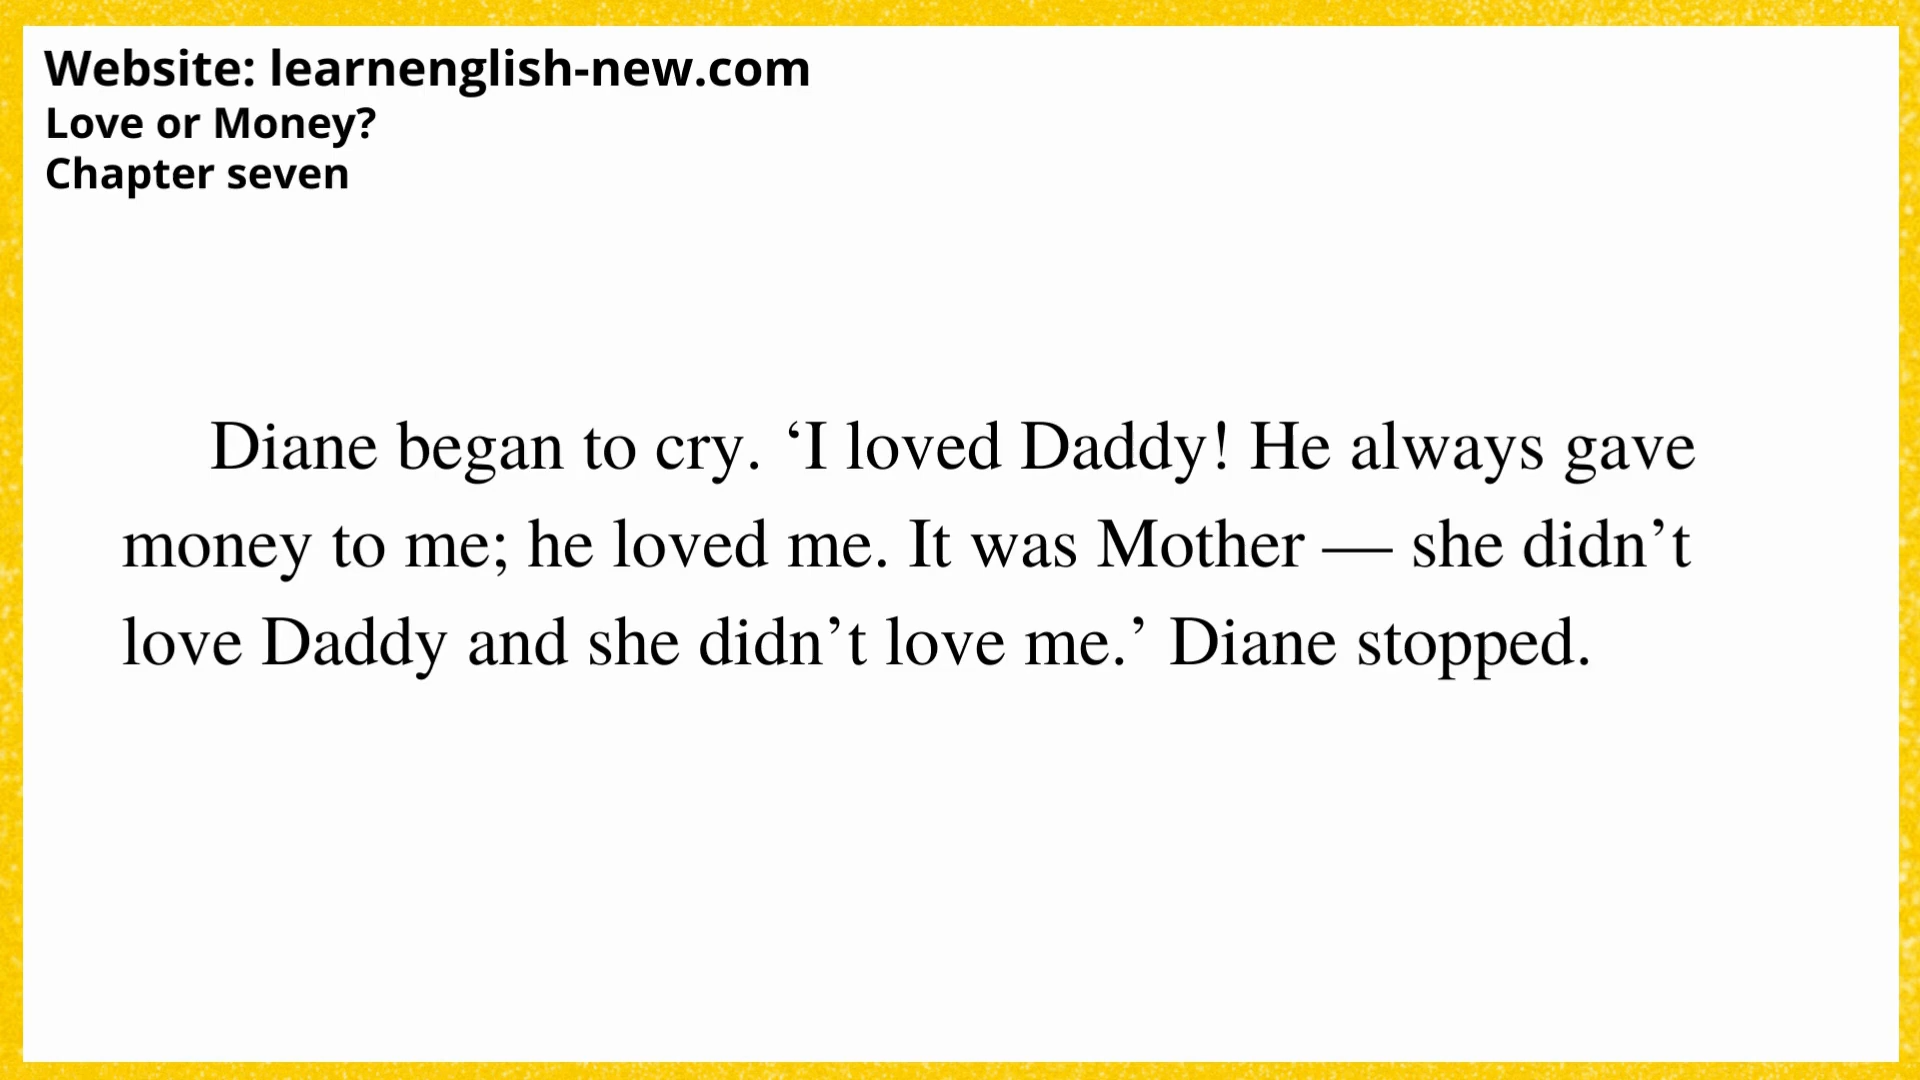 Website: learnenglish-new.com
Love or Money?
Chapter seven
Diane began to cry. ‘I loved Daddy! He always gave
money to me; he loved me. It was Mother — she didn’t
love Daddy and she didn’t love me.’ Diane stopped.